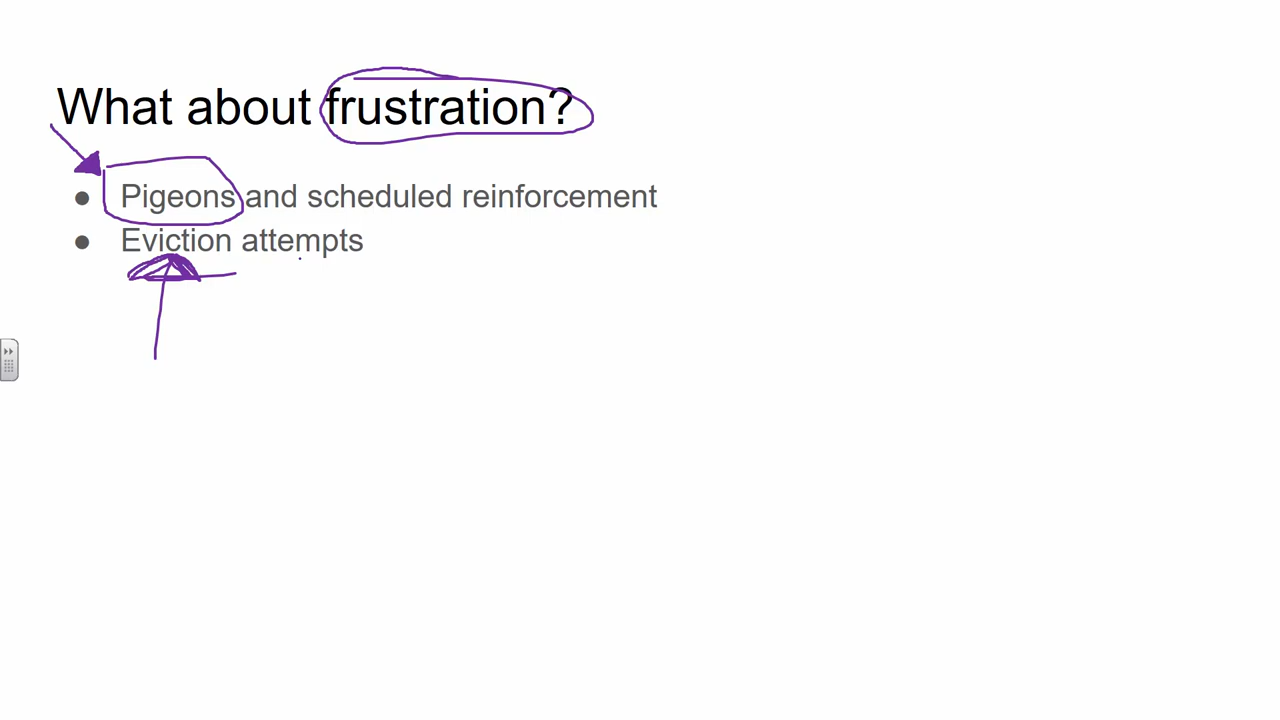 What about frustration?
● Pigeons and scheduled reinforcement
● Eviction attempts